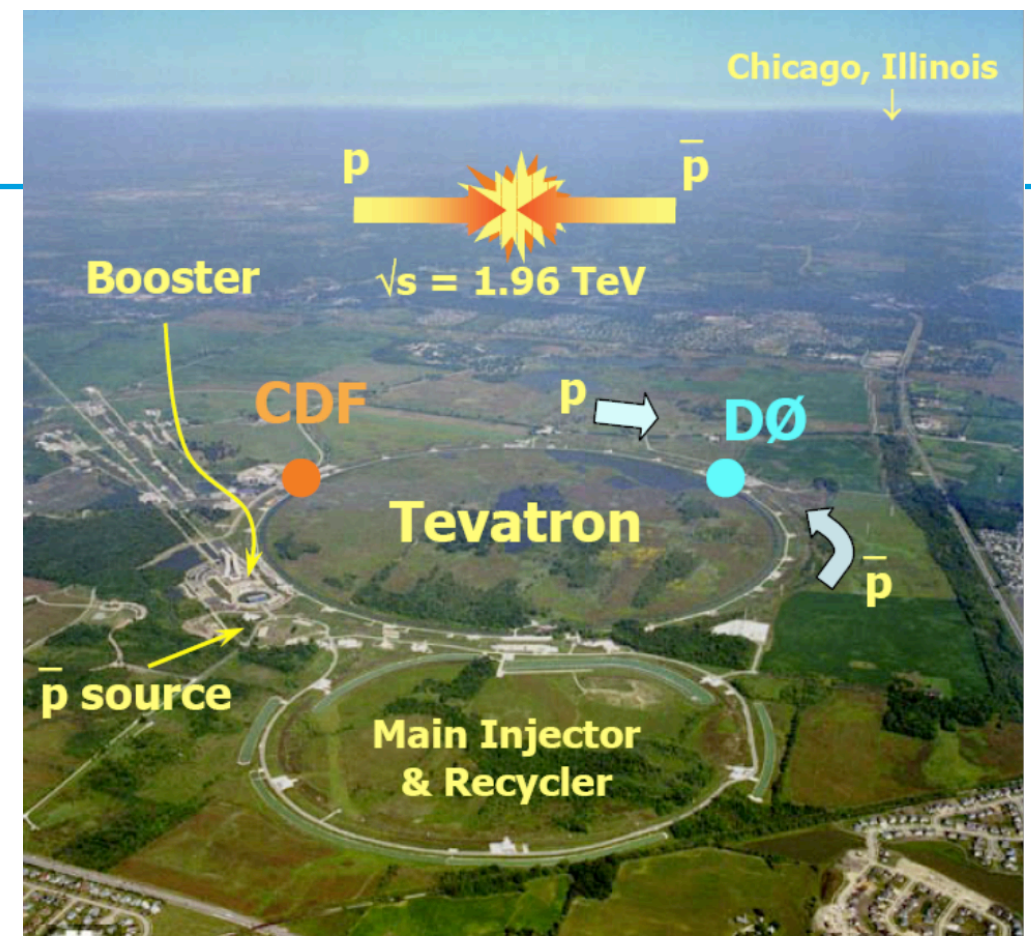 Chicago, Illinois
↓
p p̅
√s = 1.96 TeV
Booster
CDF
p
DØ
Tevatron
p̅
p̅ source
Main Injector
& Recycler